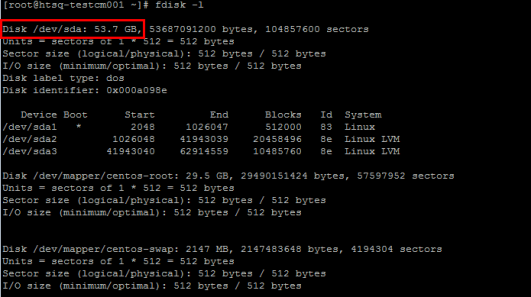 [root@htsq-testcm001 ~]# fdisk -l
Disk /dev/sda: 53.7 GB, 53687091200 bytes, 104857600 sectors
Units = sectors of 1 * 512 = 512 bytes
Sector size (logical/physical): 512 bytes / 512 bytes
I/O size (minimum/optimal): 512 bytes / 512 bytes
Disk label type: dos
Disk identifier: 0x000a098e
Device Boot Start End Blocks Id System
/dev/sda1 * 2048 1026047 512000 83 Linux
/dev/sda2 1026048 41943039 20458496 8e Linux LVM
/dev/sda3 41943040 62914559 10485760 8e Linux LVM
Disk /dev/mapper/centos-root: 29.5 GB, 29490151424 bytes, 57597952 sectors
Units = sectors of 1 * 512 = 512 bytes
Sector size (logical/physical): 512 bytes / 512 bytes
I/O size (minimum/optimal): 512 bytes / 512 bytes
Disk /dev/mapper/centos-swap: 2147 MB, 2147483648 bytes, 4194304 sectors
Units = sectors of 1 * 512 = 512 bytes
Sector size (logical/physical): 512 bytes / 512 bytes
I/O size (minimum/optimal): 512 bytes / 512 bytes